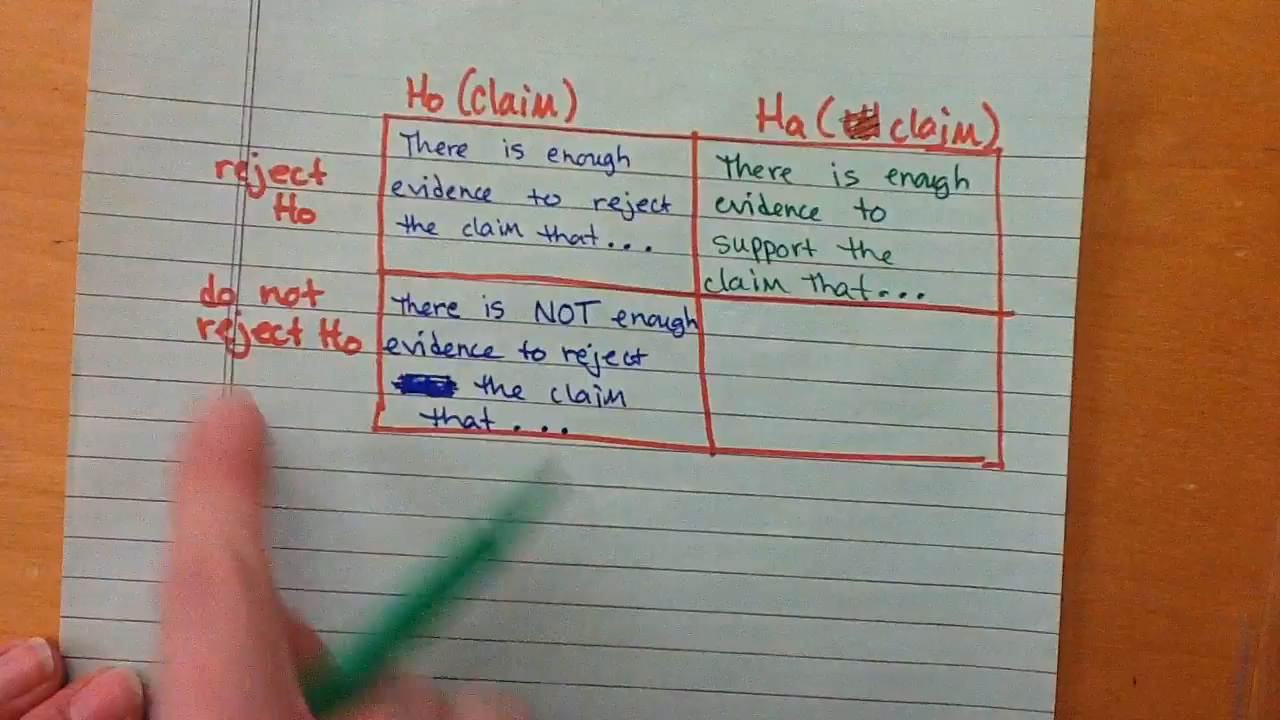 Ho (claim)
Ha ( claim)
reject
Ho
There is enough
evidence to reject
the claim that...
There is enough
evidence to
support the
claim that...
do not
reject Ho
There is NOT enough
evidence to reject
the claim
that...